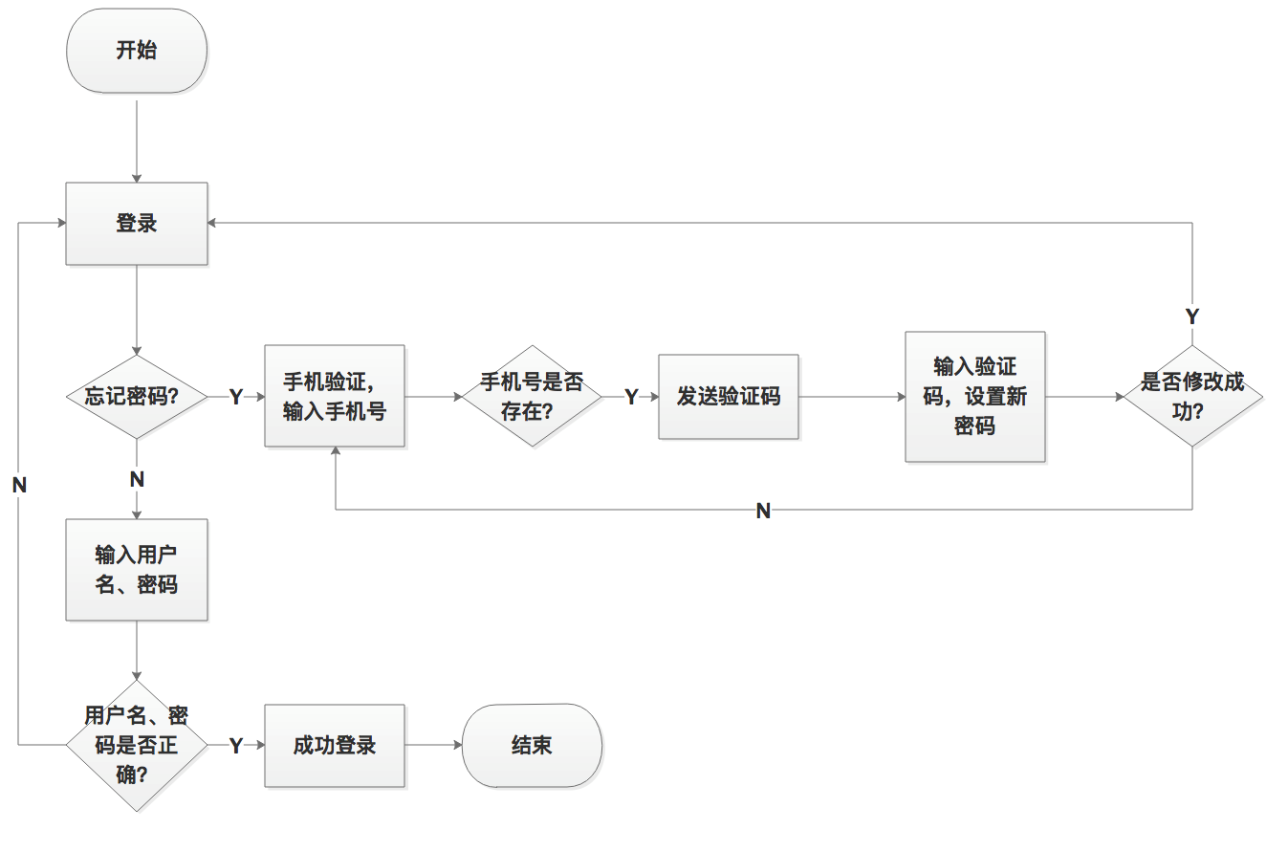 开始
登录
Y
忘记密码?
Y
手机验证，
输入手机号
手机号是否
存在?
Y
发送验证码
输入验证
码，设置新
密码
是否修改成
功?
N
N
N
输入用户
名、密码
用户名、密
码是否正
确?
Y
成功登录
结束